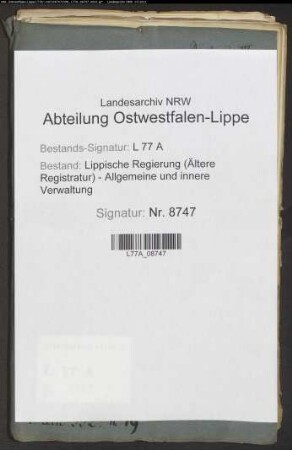 Landesarchiv NRW
Abteilung Ostwestfalen-Lippe
Bestands-Signatur: L 77 A
Bestand: Lippische Regierung (Ältere
Registratur) - Allgemeine und innere
Verwaltung
Signatur: Nr. 8747
L77A_08747